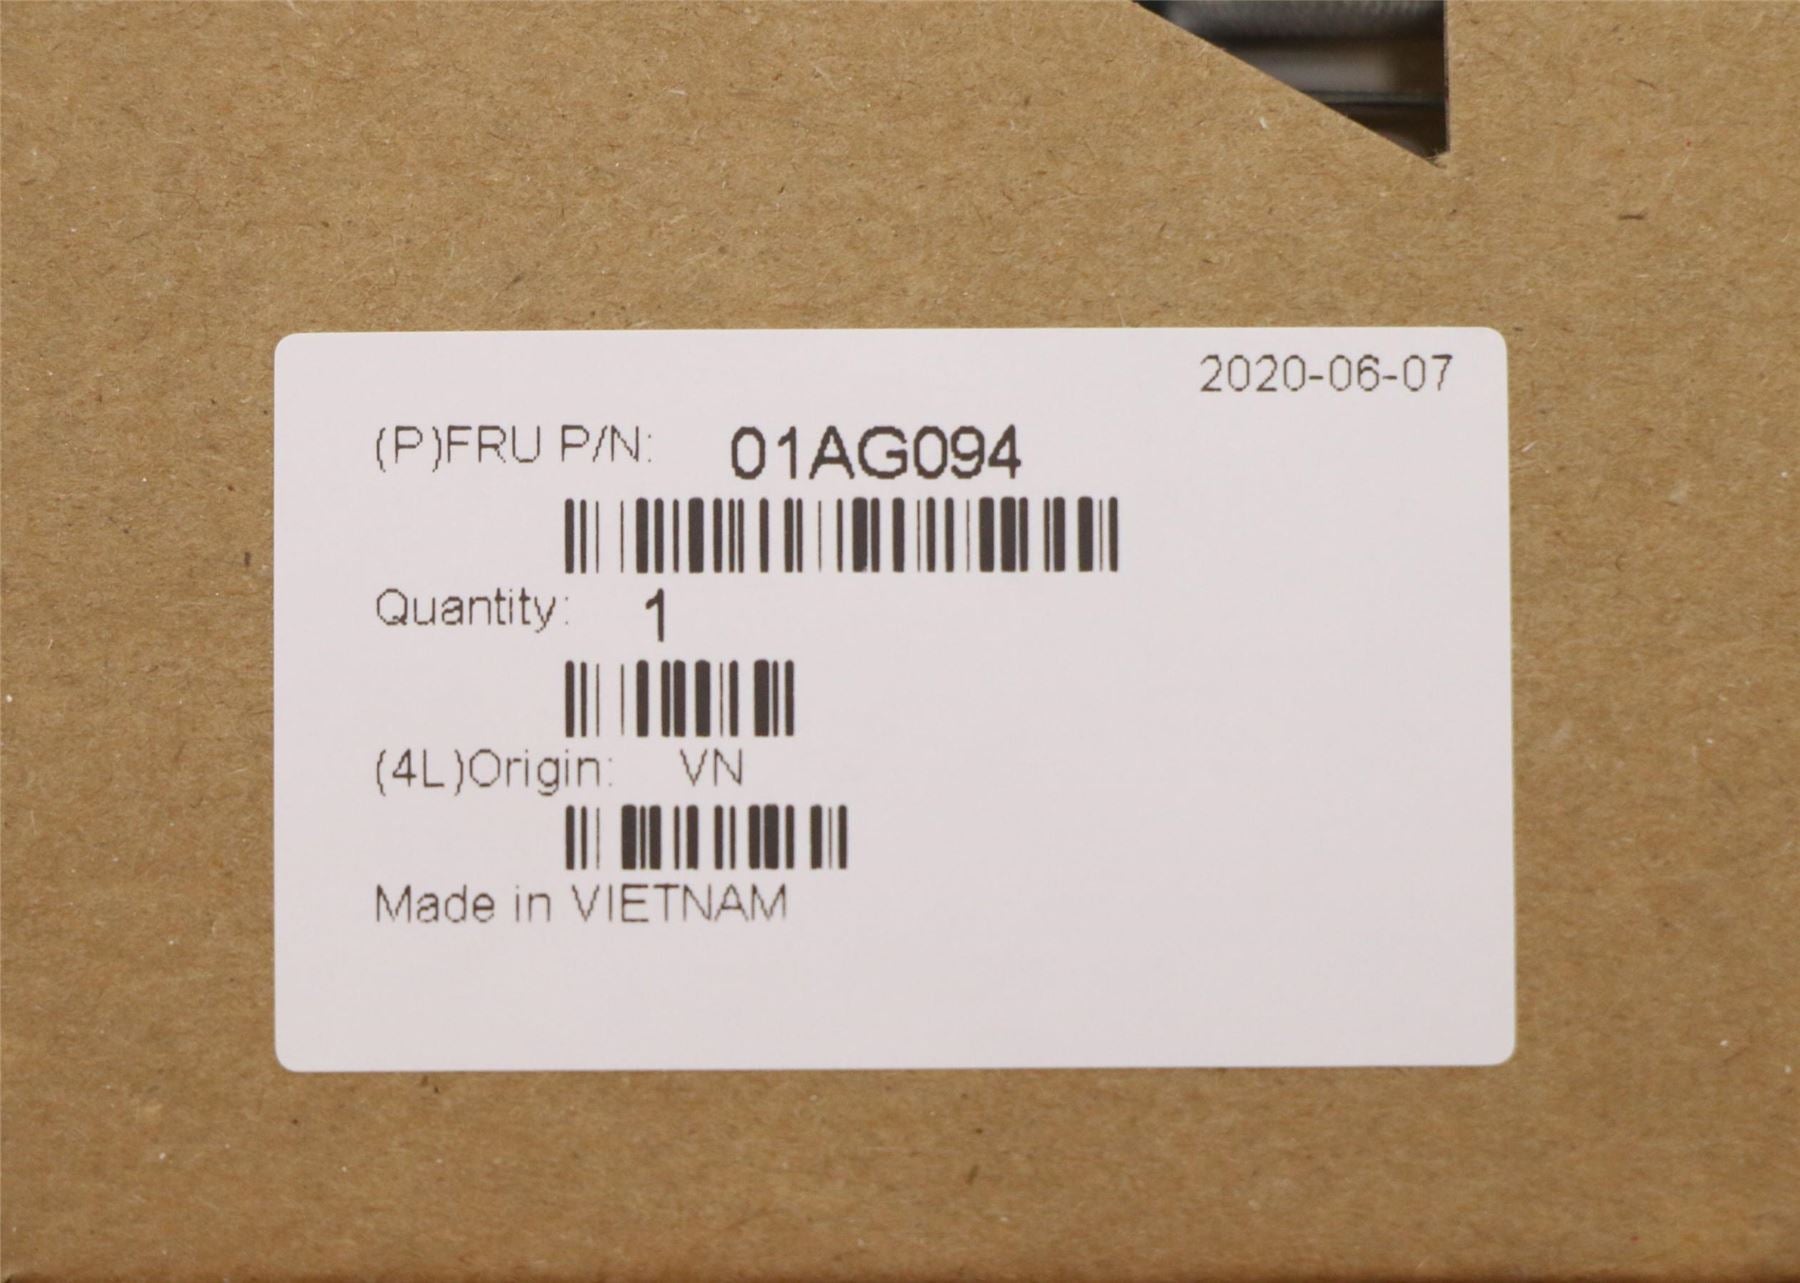 2020-06-07
(P)FRU P/N: 01AG094
Quantity: 1
(4L)Origin: VN
Made in VIETNAM